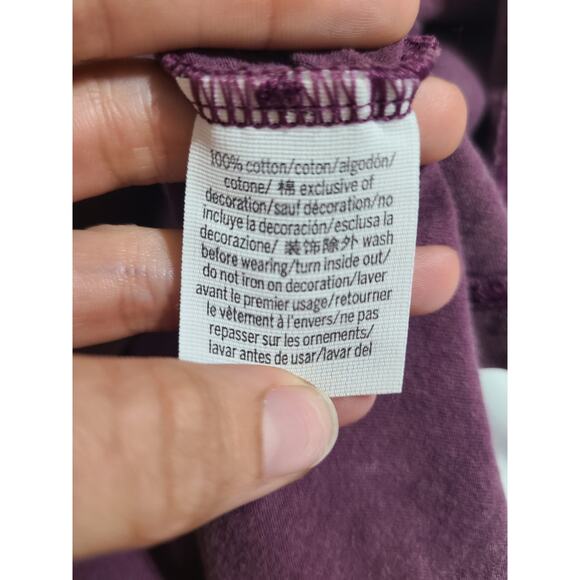 100% cotton/coton/algodón/
cotone/ 棉 exclusive of
decoration/sauf décoration/no
incluye la decoración/esclusa la
decorazione/ 装饰除外 wash
before wearing/turn inside out/
do not iron on decoration/laver
avant le premier usage/retourner
le vêtement à l'envers/ne pas
repasser sur les ornements/
lavar antes de usar/lavar del